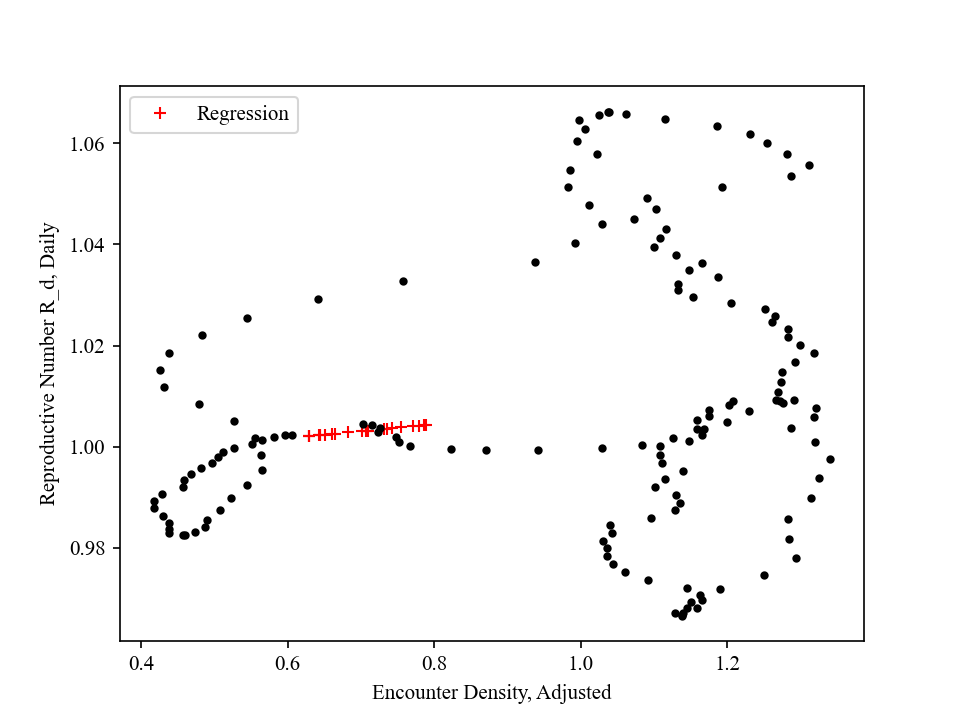 Regression
1.06
1.04
1.02
1.00
0.98
Reproductive Number R_d, Daily
0.4 0.6 0.8 1.0 1.2
Encounter Density, Adjusted